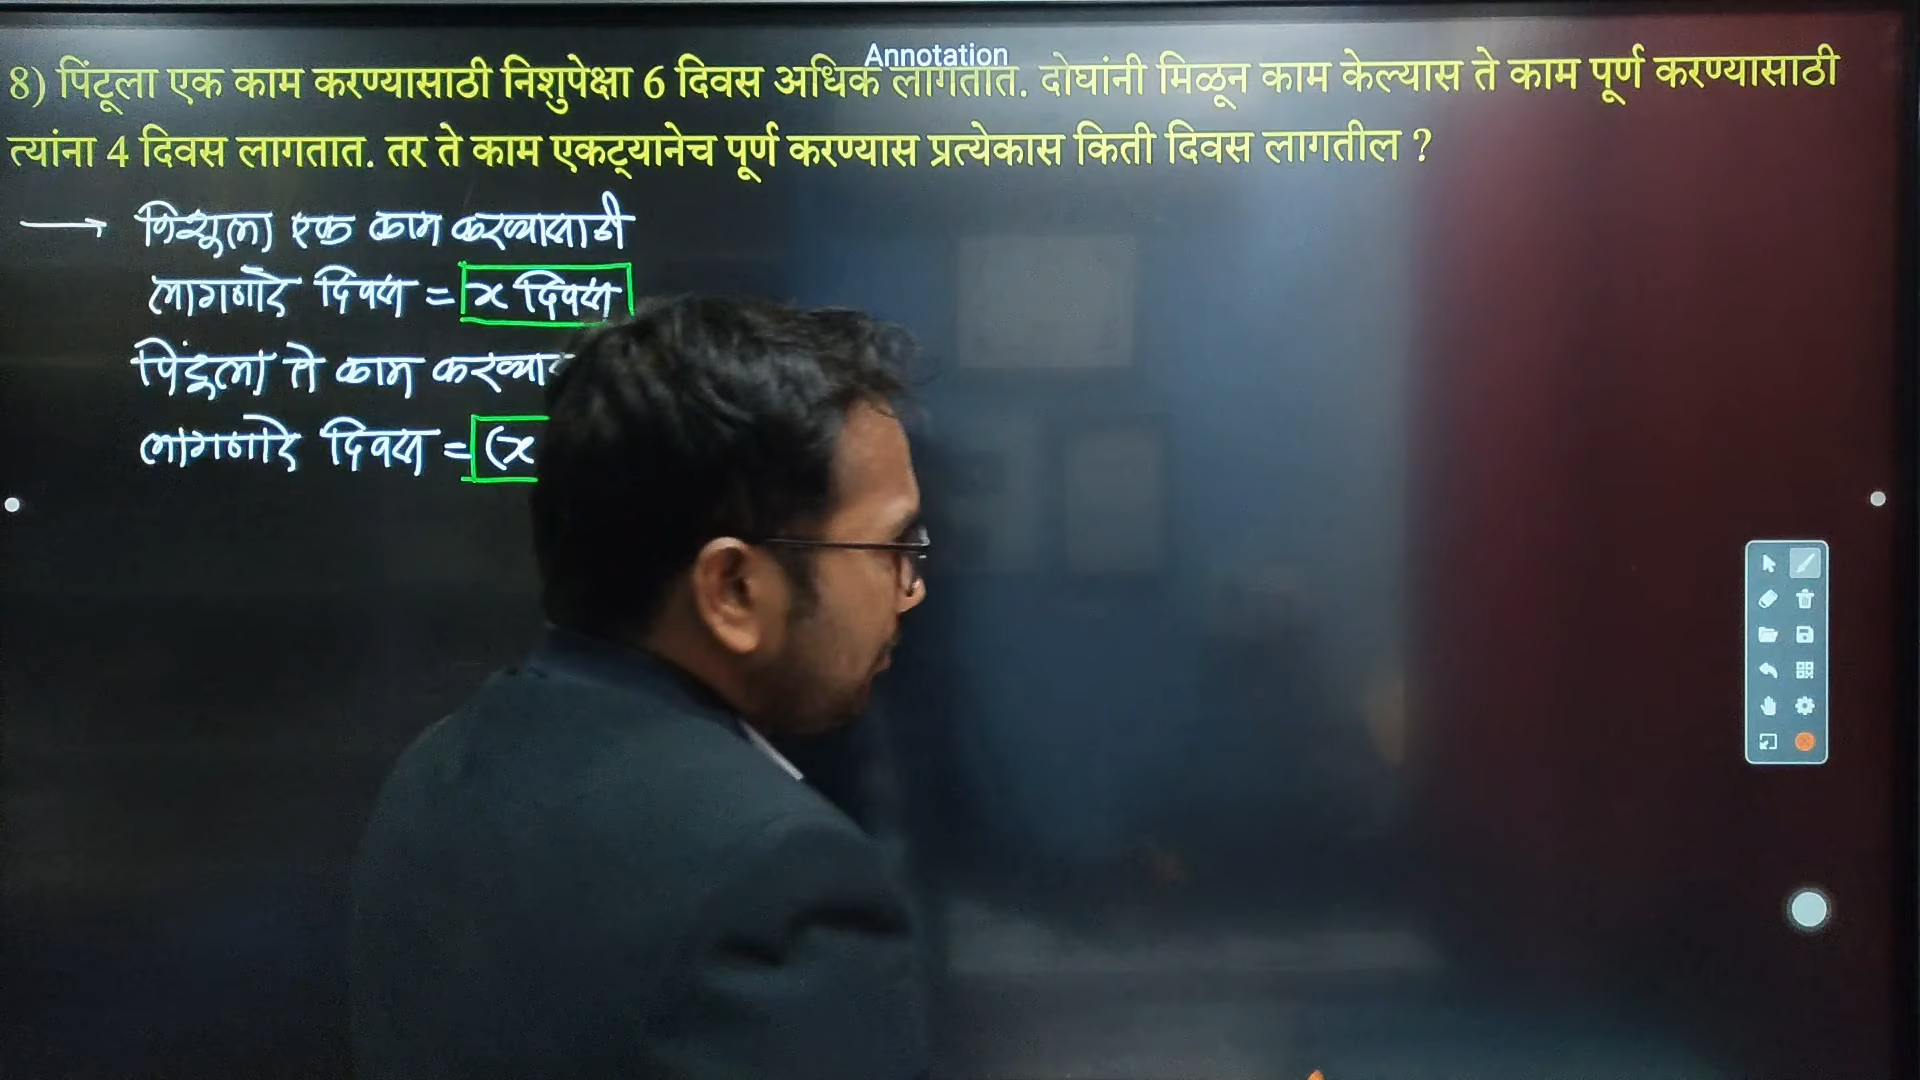 Annotation
8) पिंटूला एक काम करण्यासाठी निशुपेक्षा 6 दिवस अधिक लागतात. दोघांनी मिळून काम केल्यास ते काम पूर्ण करण्यासाठी
त्यांना 4 दिवस लागतात. तर ते काम एकट्यानेच पूर्ण करण्यास प्रत्येकास किती दिवस लागतील ?
→ निशुला एक काम करण्यासाठी
लागणारे दिवस = x दिवस
पिंटूला ते काम
लागणारे दिवस = (x